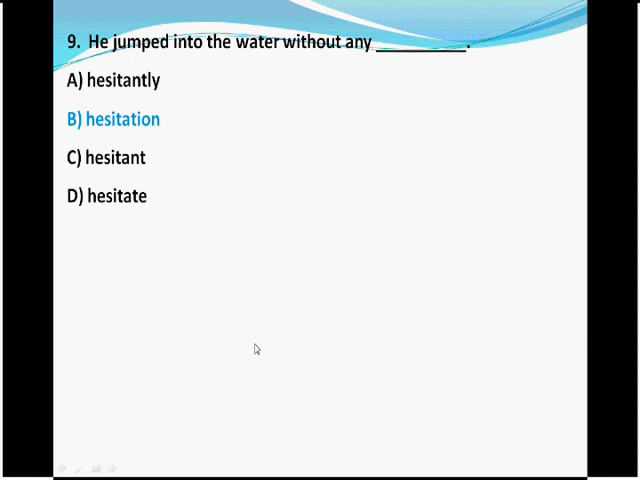 9. He jumped into the water without any __________.
A) hesitantly
B) hesitation
C) hesitant
D) hesitate